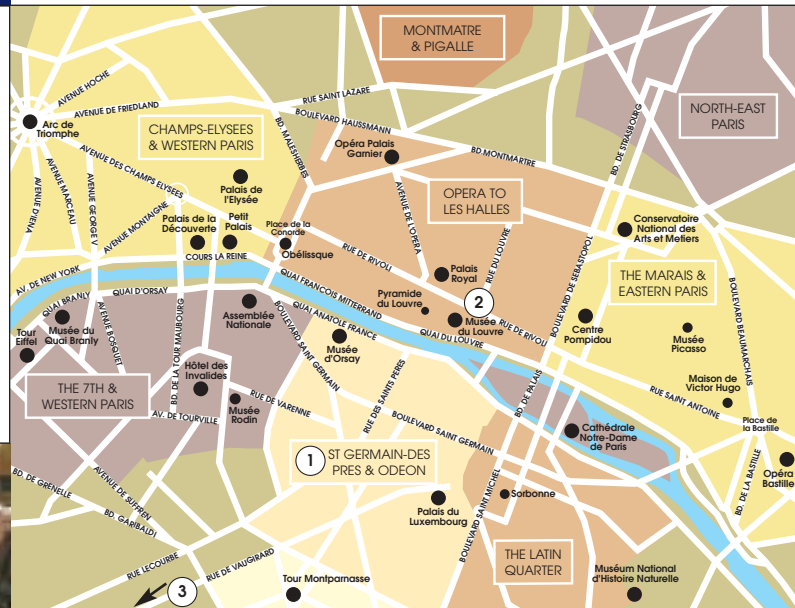 MONTMATRE
& PIGALLE
NORTH-EAST
PARIS
CHAMPS-ELYSEES
& WESTERN PARIS
OPERA TO
LES HALLES
THE MARAIS &
EASTERN PARIS
THE 7TH &
WESTERN PARIS
1
ST GERMAIN-DES
PRES & ODEON
THE LATIN
QUARTER
2
3
AVENUE HOCHE
AVENUE DE FRIEDLAND
RUE SAINT LAZARE
BOULEVARD HAUSSMANN
BD. MALESHERBES
BD.MONTMARTRE
BD. DE STRASBOURG
Arc de
Triomphe
AVENUE DES CHAMPS ELYSEES
AVENUE D'IENA
AVENUE MARCEAU
AVENUE GEORGE V
AVENUE MONTAIGNE
Opéra Palais
Garnier
AVENUE DE L'OPERA
Palais de
l'Elysée
Palais de la
Découverte
Petit
Palais
Place de la
Conorde
Obélissque
COURS LA REINE
RUE DE RIVOLI
Palais
Royal
RUE DU LOUVRE
BOULEVARD DE SEBASTOPOL
Conservatoire
National des
Arts et Metiers
BOULEVARD BEAUMARCHAIS
AV. DE NEW YORK
QUAI BRANLY
QUAI D'ORSAY
QUAI FRANCOIS MITTERRAND
QUAI ANATOLE FRANCE
Pyramide
du Louvre
Musée
du Louvre
RUE DE RIVOLI
QUAI DU LOUVRE
Centre
Pompidou
Musée
Picasso
Maison de
Victor Hugo
Tour
Eiffel
Musée du
Quai Branly
AVENUE BOSQUET
BD. DE LA TOUR MAUBOURG
Assemblée
Nationale
BOULEVARD SAINT GERMAIN
Musée
d'Orsay
RUE DES SAINTS PERES
Hôtel des
Invalides
Musée
Rodin
RUE DE VARENNE
AV. DE TOURVILLE
BOULEVARD SAINT GERMAIN
BD. DE PALAIS
RUE SAINT ANTOINE
Place de
la Bastille
Cathédrale
Notre-Dame
de Paris
Opéra
Bastille
BD. DE LA BASTILLE
BD. DE GRENELLE
AVENUE DE SUFFREN
BD. GARIBALDI
RUE LECOURBE
RUE DE VAUGIRARD
Palais du
Luxembourg
BOULEVARD SAINT MICHEL
Sorbonne
Tour Montparnasse
Muséum National
d'Histoire Naturelle